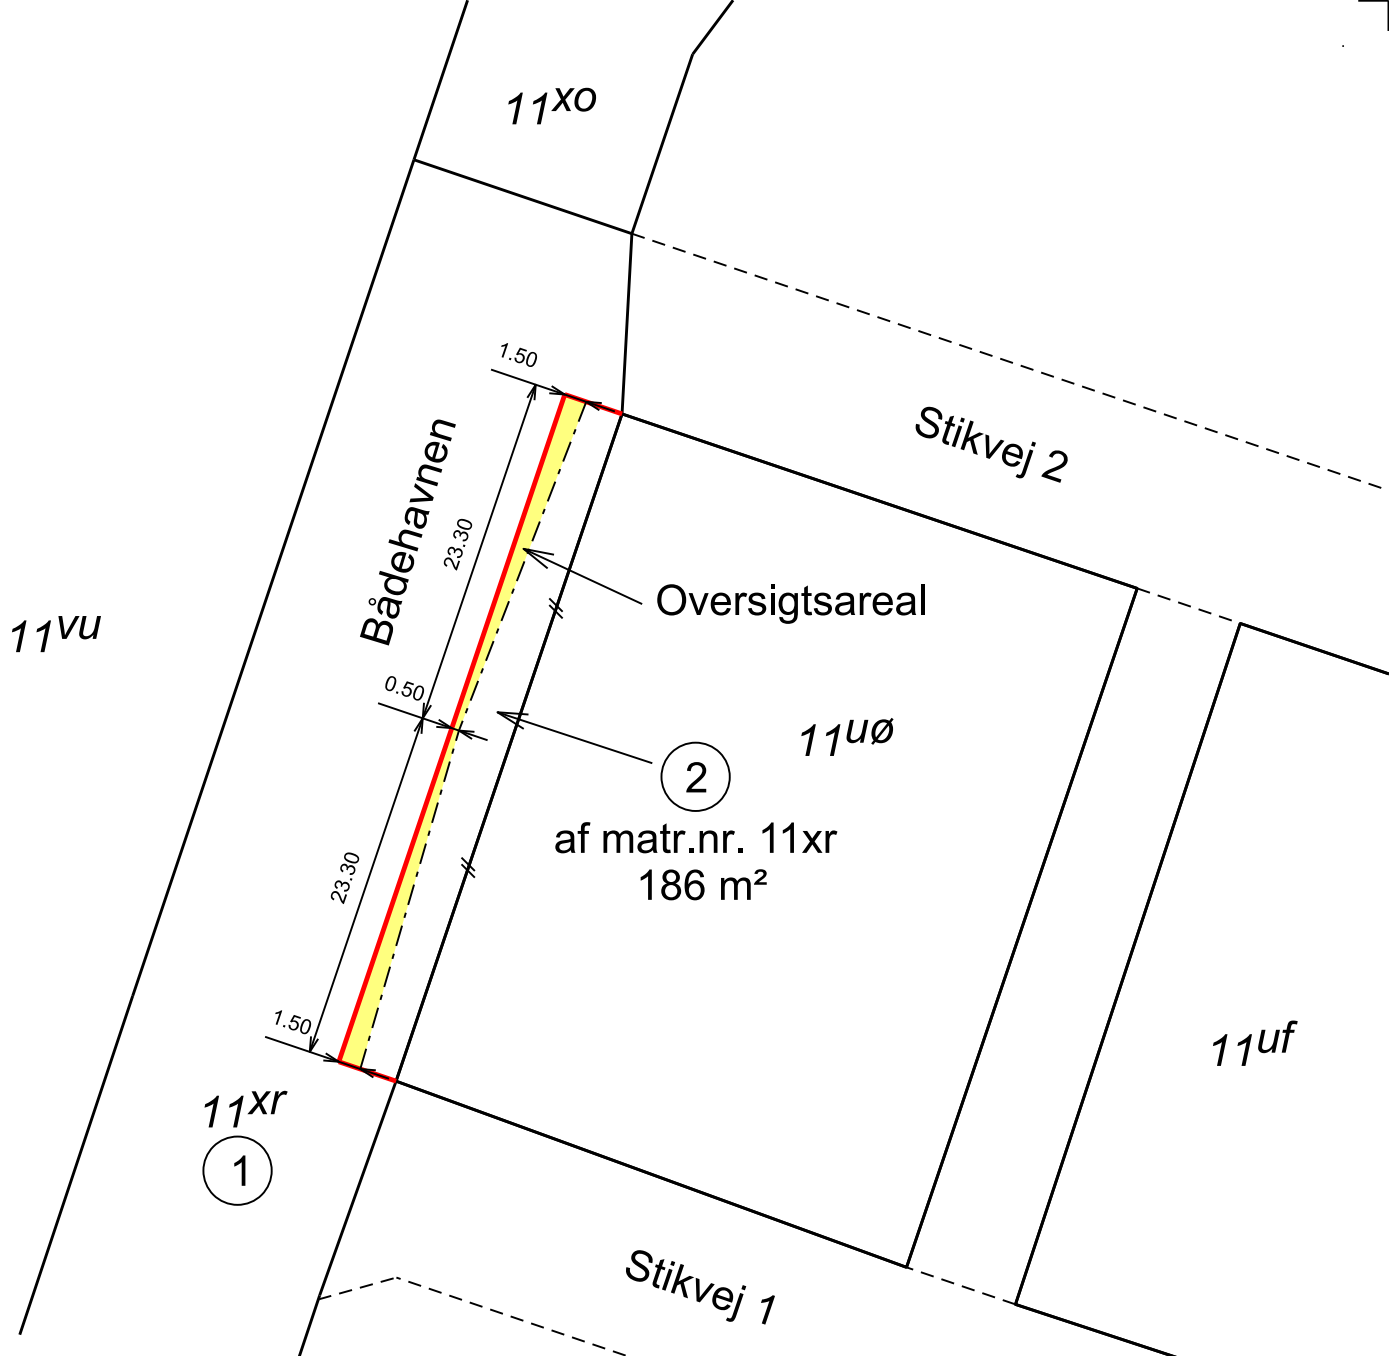 11xo
1.50
Stikvej 2
Bådehavnen
23.30
Oversigtsareal
11vu
0.50
11uø
2
af matr.nr. 11xr
186 m²
23.30
1.50
11uf
11xr
1
Stikvej 1